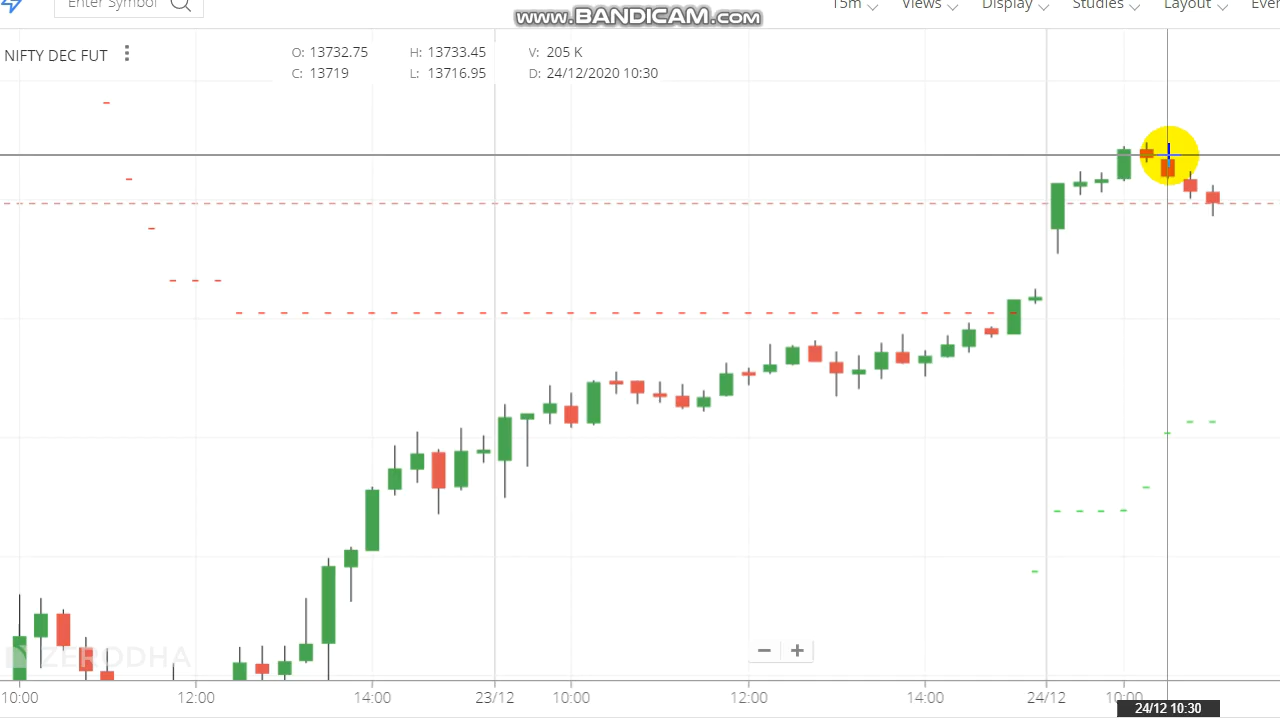 www.BANDICAM.com
Enter Symbol
15m Views Display Studies Layout
NIFTY DEC FUT
O: 13732.75 H: 13733.45 V: 205 K
C: 13719 L: 13716.95 D: 24/12/2020 10:30
ZERODHA
10:00 12:00 14:00 23/12 10:00 12:00 14:00 24/12 10:00
24/12 10:30